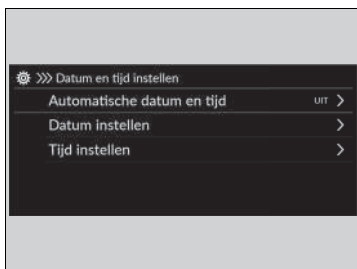 Datum en tijd instellen
Automatische datum en tijd UIT
Datum instellen
Tijd instellen